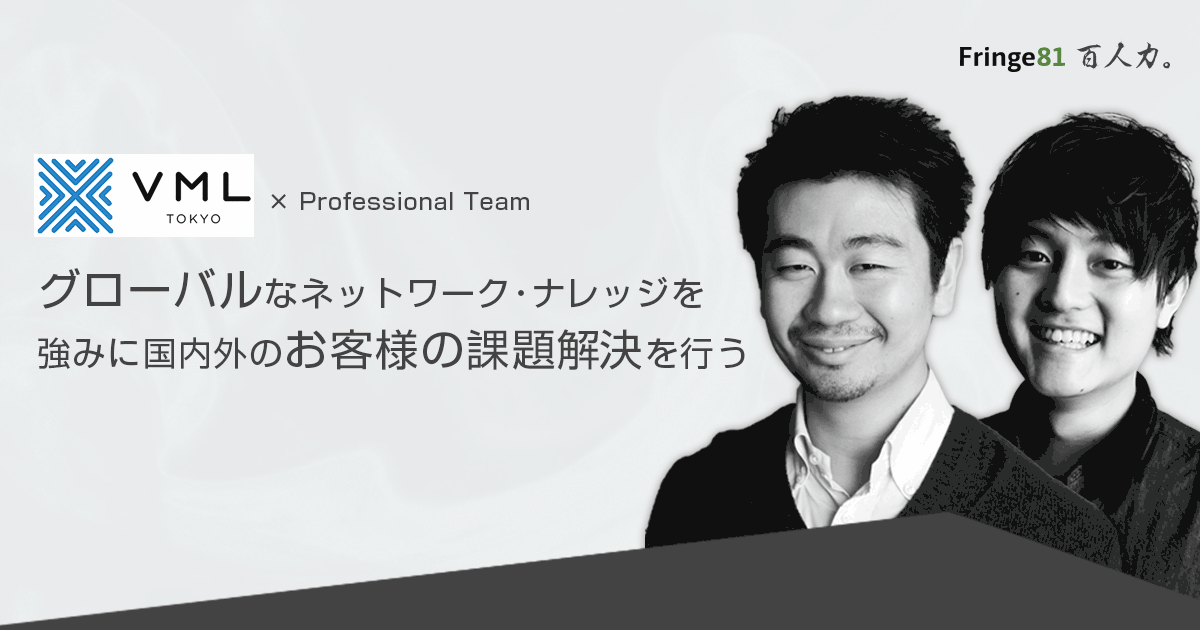 Fringe81 百人力。
VML
TOKYO
× Professional Team
グローバルなネットワーク・ナレッジを
強みに国内外のお客様の課題解決を行う